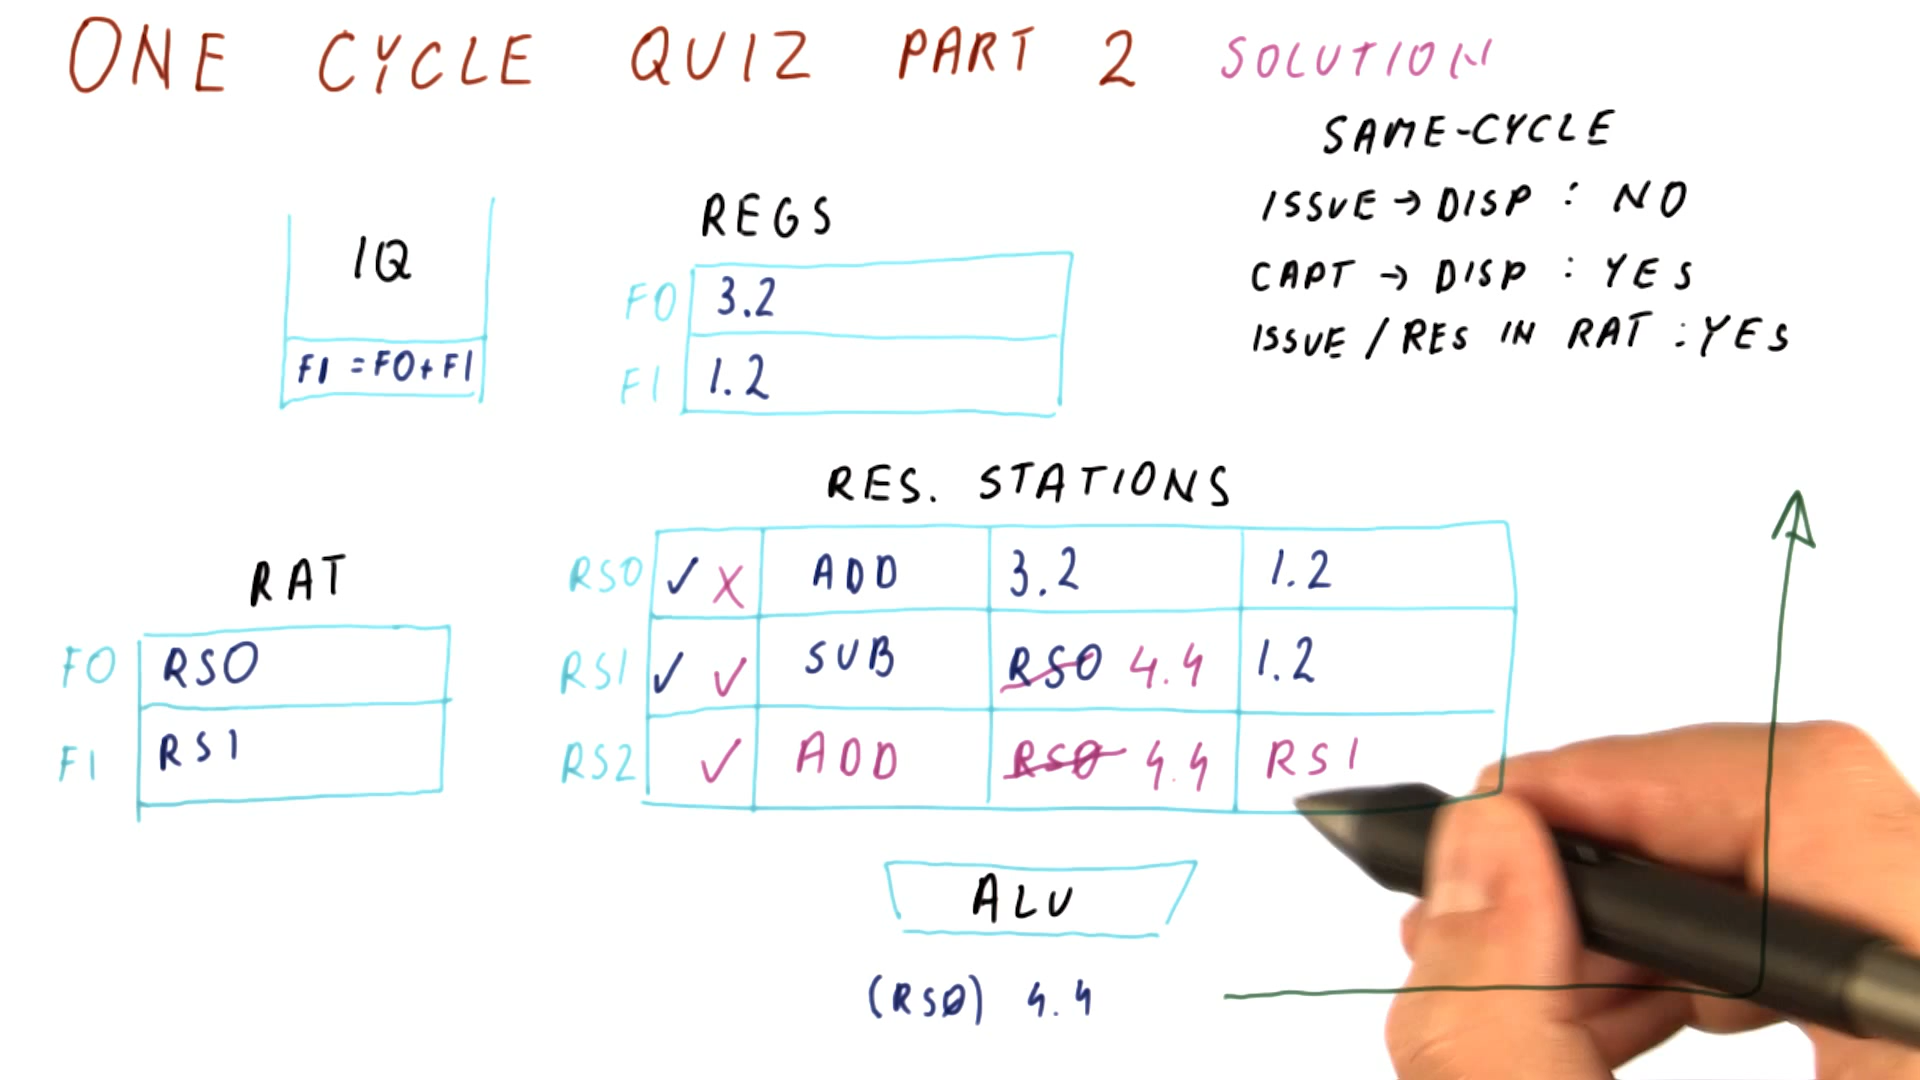 ONE CYCLE QUIZ PART 2 SOLUTION
SAME-CYCLE
ISSUE → DISP : NO
CAPT → DISP : YES
ISSUE / RES IN RAT : YES
IQ
F1 = F0 + F1
REGS
F0 3.2
F1 1.2
RES. STATIONS
RS0 ✓ X ADD 3.2 1.2
RS1 ✓ ✓ SUB RS0 4.4 1.2
RS2 ✓ ADD RS0 4.4 RS1
RAT
F0 RS0
F1 RS1
ALU
(RS0) 4.4